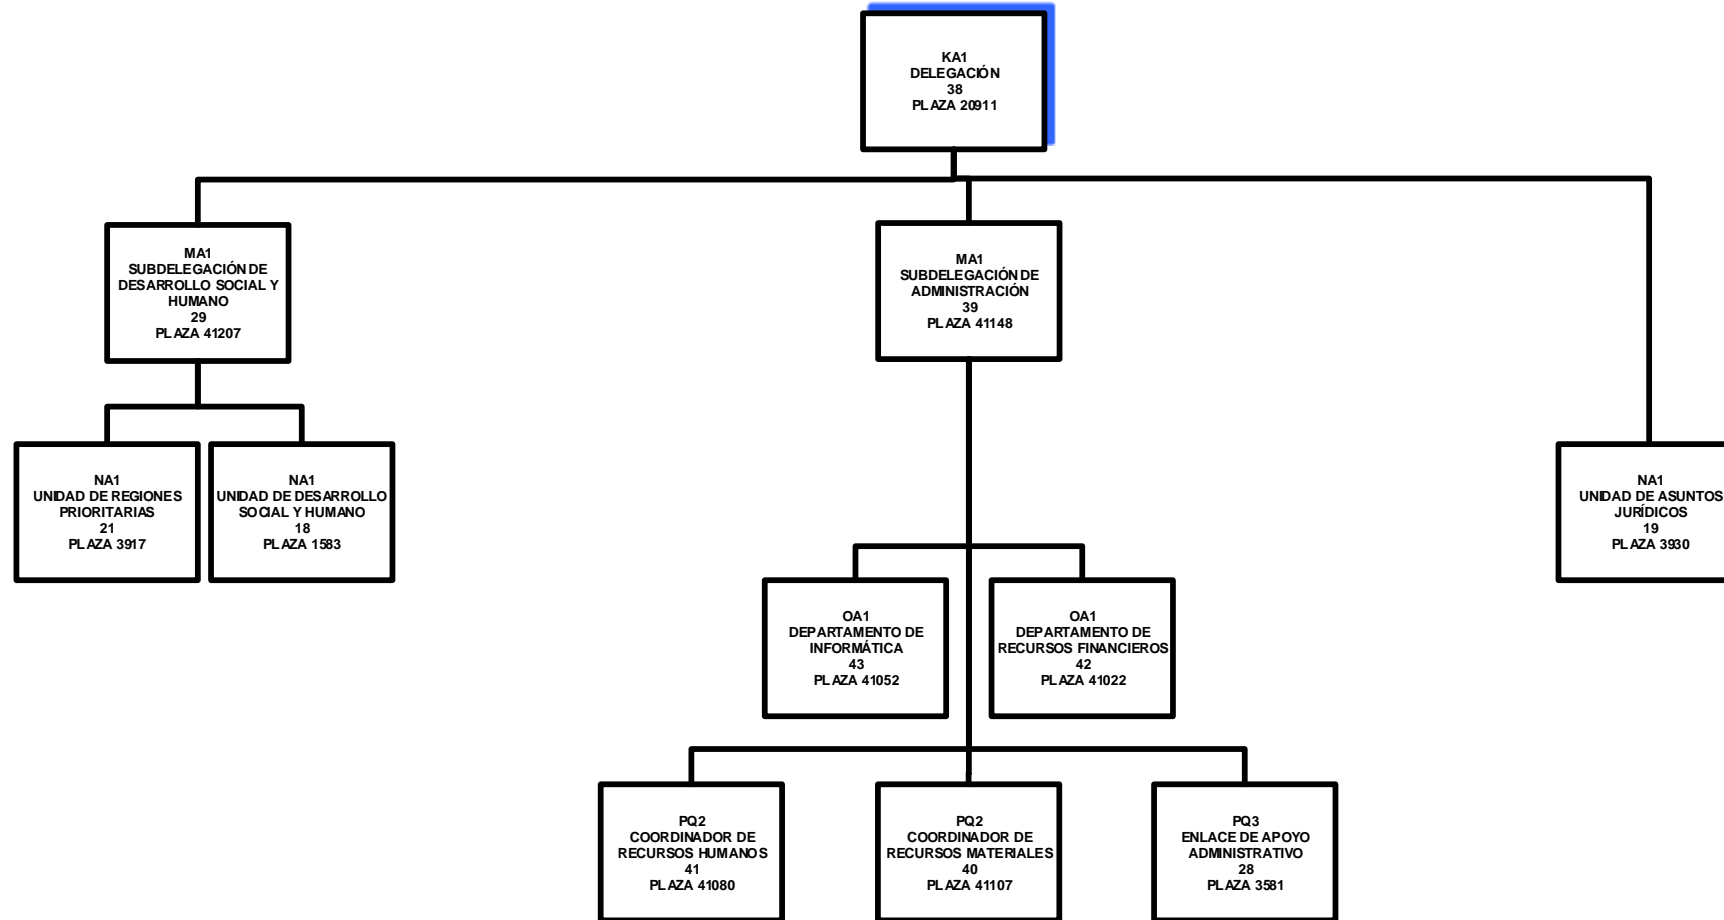 KA1
DELEGACIÓN
38
PLAZA 20911
MA1
SUBDELEGACIÓN DE
DESARROLLO SOCIAL Y
HUMANO
29
PLAZA 41207
MA1
SUBDELEGACIÓN DE
ADMINISTRACIÓN
39
PLAZA 41148
NA1
UNIDAD DE REGIONES
PRIORITARIAS
21
PLAZA 3917
NA1
UNIDAD DE DESARROLLO
SOCIAL Y HUMANO
18
PLAZA 1583
NA1
UNIDAD DE ASUNTOS
JURÍDICOS
19
PLAZA 3930
OA1
DEPARTAMENTO DE
INFORMÁTICA
43
PLAZA 41052
OA1
DEPARTAMENTO DE
RECURSOS FINANCIEROS
42
PLAZA 41022
PQ2
COORDINADOR DE
RECURSOS HUMANOS
41
PLAZA 41080
PQ2
COORDINADOR DE
RECURSOS MATERIALES
40
PLAZA 41107
PQ3
ENLACE DE APOYO
ADMINISTRATIVO
28
PLAZA 3581